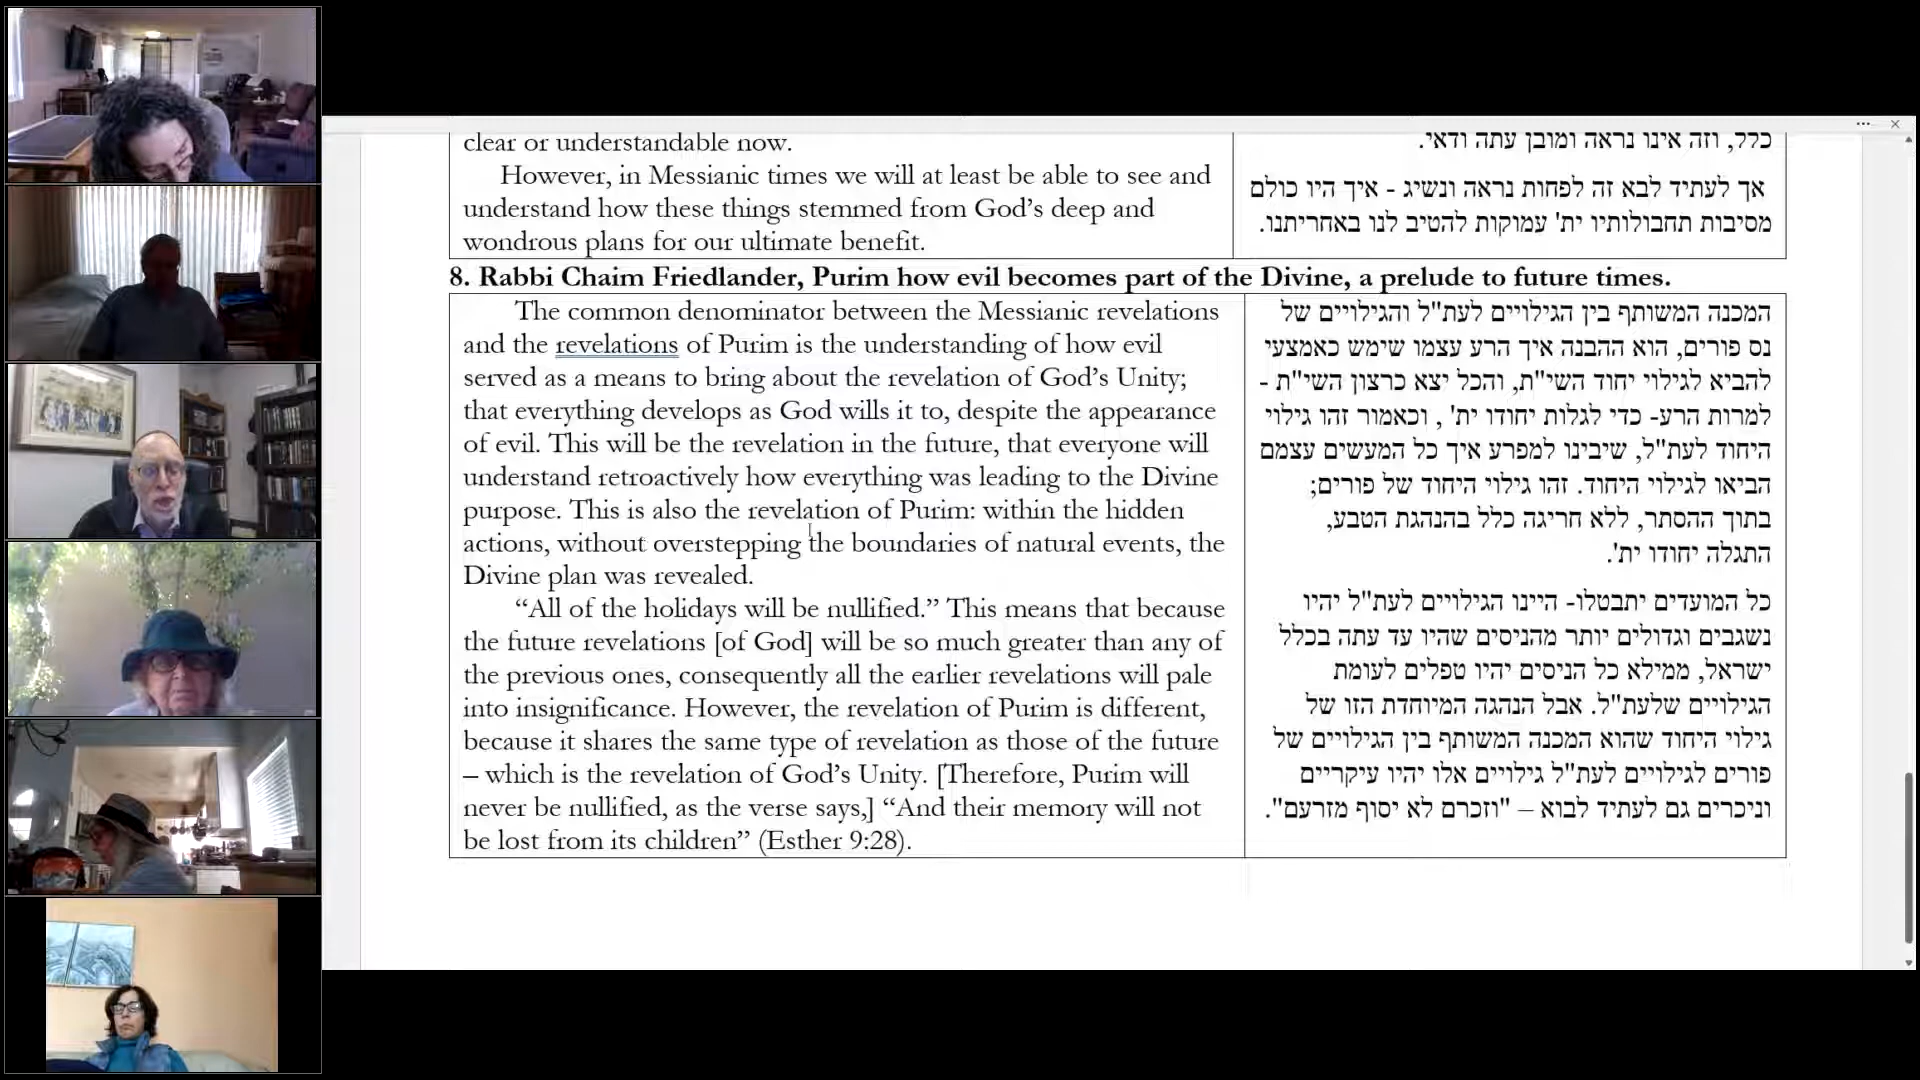 clear or understandable now.
However, in Messianic times we will at least be able to see and
understand how these things stemmed from God’s deep and
wondrous plans for our ultimate benefit.
כלל, וזה אינו נראה ומובן עתה ודאי.
אך לעתיד לבא זה לפחות נראה ונשיג - איך היו כולם
מסיבות תחבולותיו ית' עמוקות להטיב לנו באחריתנו.
8. Rabbi Chaim Friedlander, Purim how evil becomes part of the Divine, a prelude to future times.
The common denominator between the Messianic revelations
and the revelations of Purim is the understanding of how evil
served as a means to bring about the revelation of God’s Unity;
that everything develops as God wills it to, despite the appearance
of evil. This will be the revelation in the future, that everyone will
understand retroactively how everything was leading to the Divine
purpose. This is also the revelation of Purim: within the hidden
actions, without overstepping the boundaries of natural events, the
Divine plan was revealed.
“All of the holidays will be nullified.” This means that because
the future revelations [of God] will be so much greater than any of
the previous ones, consequently all the earlier revelations will pale
into insignificance. However, the revelation of Purim is different,
because it shares the same type of revelation as those of the future
– which is the revelation of God’s Unity. [Therefore, Purim will
never be nullified, as the verse says,] “And their memory will not
be lost from its children” (Esther 9:28).
המכנה המשותף בין הגילויים לעת"ל והגילויים של
נס פורים, הוא ההבנה איך הרע עצמו שימש כאמצעי
להביא לגילוי יחוד השי"ת, והכל יצא כרצון השי"ת -
למרות הרע- כדי לגלות יחודו ית' , וכאמור זהו גילוי
היחוד לעת"ל, שיבינו למפרע איך כל המעשים עצמם
הביאו לגילוי היחוד. זהו גילוי היחוד של פורים;
בתוך ההסתר, ללא חריגה כלל בהנהגת הטבע,
התגלה יחודו ית'.
כל המועדים יתבטלו- היינו הגילויים לעת"ל יהיו
נשגבים וגדולים יותר מהניסים שהיו עד עתה בכלל
ישראל, ממילא כל הניסים יהיו טפלים לעומת
הגילויים שלעת"ל. אבל הנהגה המיוחדת הזו של
גילוי היחוד שהוא המכנה המשותף בין הגילויים של
פורים לגילויים לעת"ל גילויים אלו יהיו עיקריים
וניכרים גם לעתיד לבוא – "וזכרם לא יסוף מזרעם".